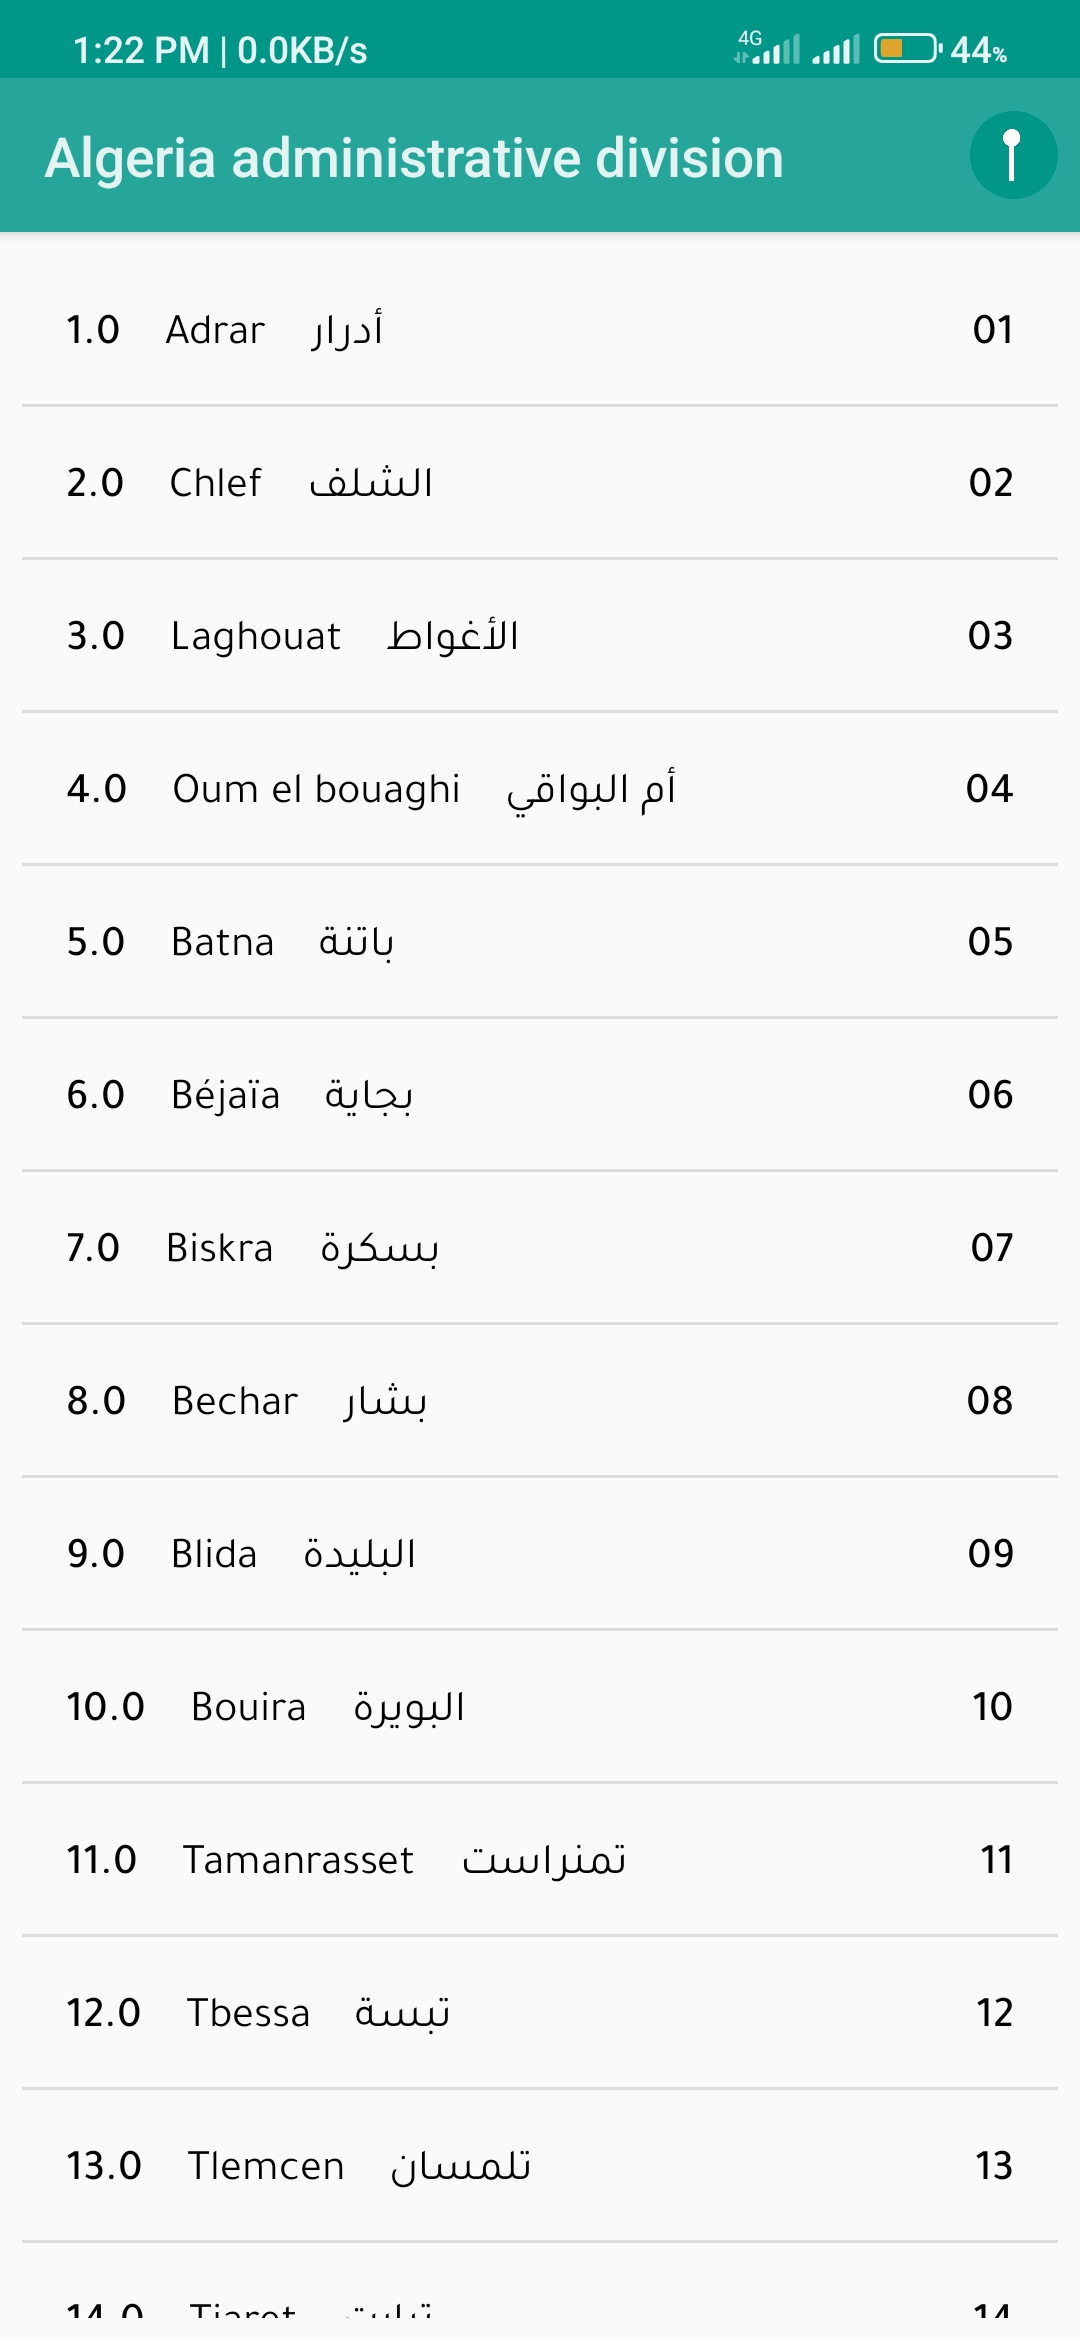 1:22 PM | 0.0KB/s 4G 44%
Algeria administrative division
1.0 Adrar أدرار 01
2.0 Chlef الشلف 02
3.0 Laghouat الأغواط 03
4.0 Oum el bouaghi أم البواقي 04
5.0 Batna باتنة 05
6.0 Béjaïa بجاية 06
7.0 Biskra بسكرة 07
8.0 Bechar بشار 08
9.0 Blida البليدة 09
10.0 Bouira البويرة 10
11.0 Tamanrasset تمنراست 11
12.0 Tbessa تبسة 12
13.0 Tlemcen تلمسان 13
14.0 Tiaret 14